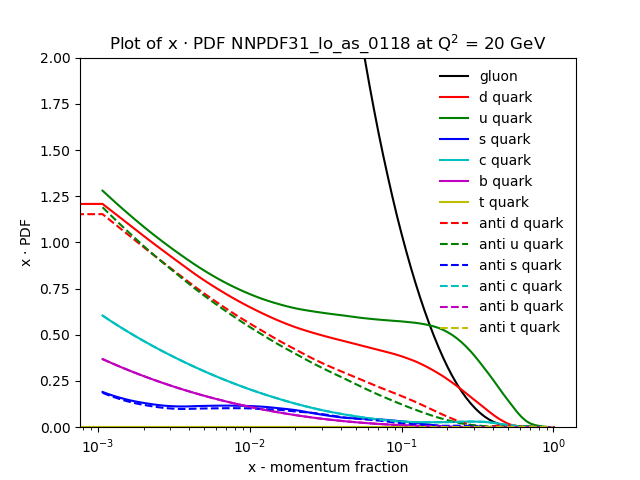 Plot of x · PDF NNPDF31_lo_as_0118 at Q² = 20 GeV
x · PDF
2.00
1.75
1.50
1.25
1.00
0.75
0.50
0.25
0.00
gluon
d quark
u quark
s quark
c quark
b quark
t quark
anti d quark
anti u quark
anti s quark
anti c quark
anti b quark
anti t quark
10⁻³ 10⁻² 10⁻¹ 10⁰
x - momentum fraction